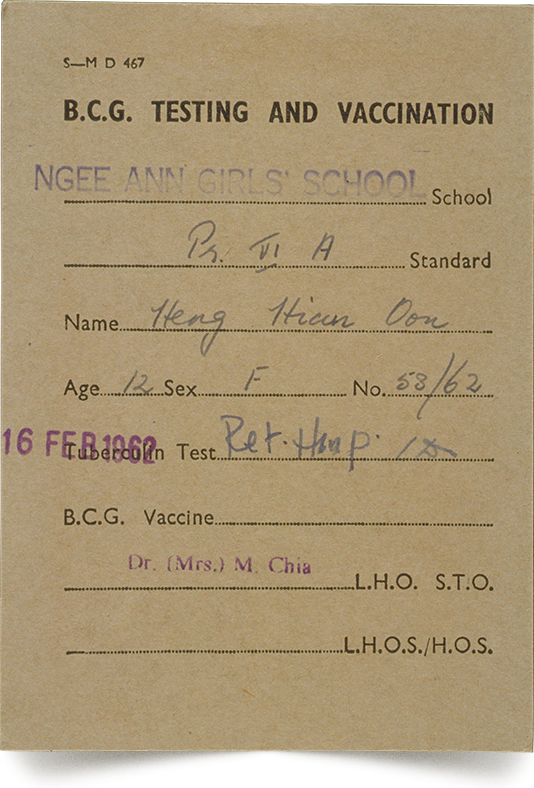 S—M D 467
B.C.G. TESTING AND VACCINATION
NGEE ANN GIRLS' SCHOOL School
Pr. VI A Standard
Name Heng Hian Oon
Age 12 Sex F No. 53/62
16 FEB 1962 Tuberculin Test Ret.
B.C.G. Vaccine
Dr. (Mrs.) M. Chia L.H.O. S.T.O.
L.H.O.S./H.O.S.